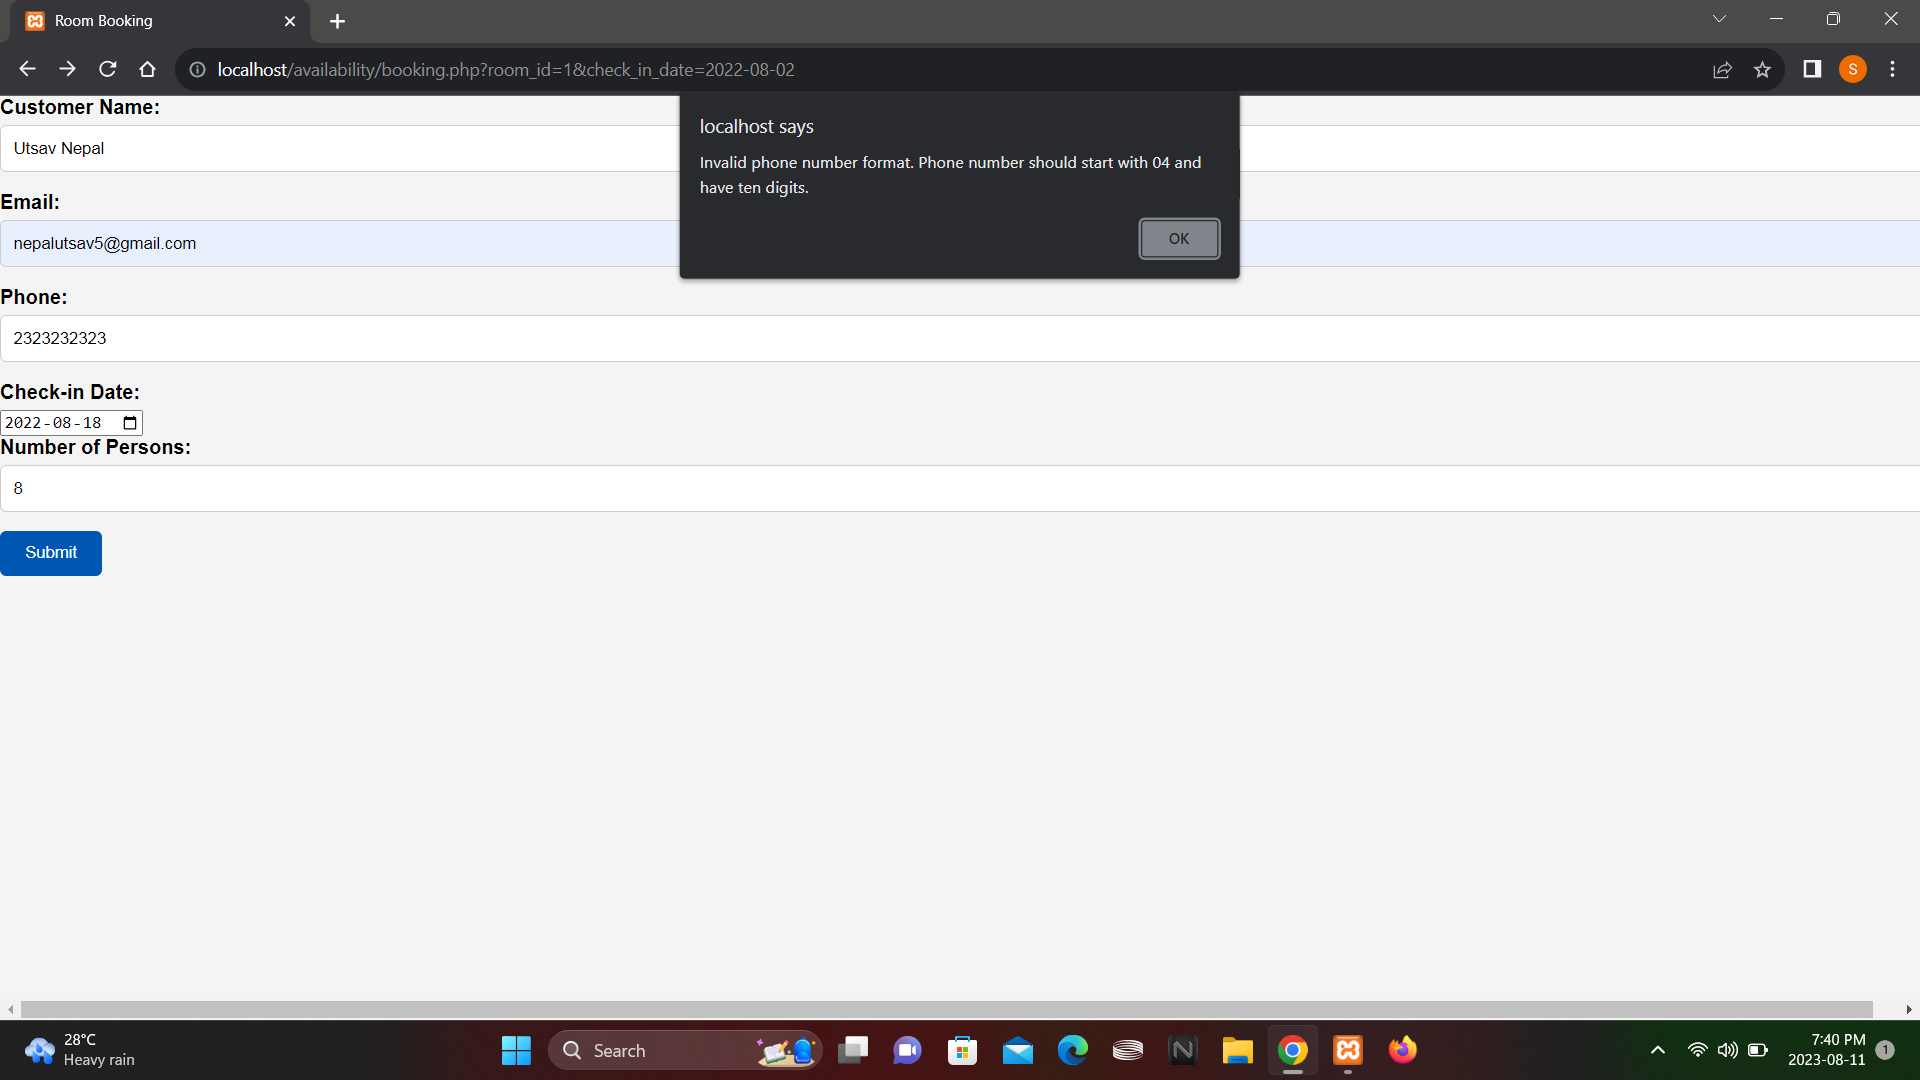 Room Booking
localhost/availability/booking.php?room_id=1&check_in_date=2022-08-02
S
localhost says
Invalid phone number format. Phone number should start with 04 and
have ten digits.
OK
Customer Name:
Utsav Nepal
Email:
nepalutsav5@gmail.com
Phone:
2323232323
Check-in Date:
2022-08-18
Number of Persons:
8
Submit
28°C
Heavy rain
Search
N
7:40 PM
2023-08-11
1